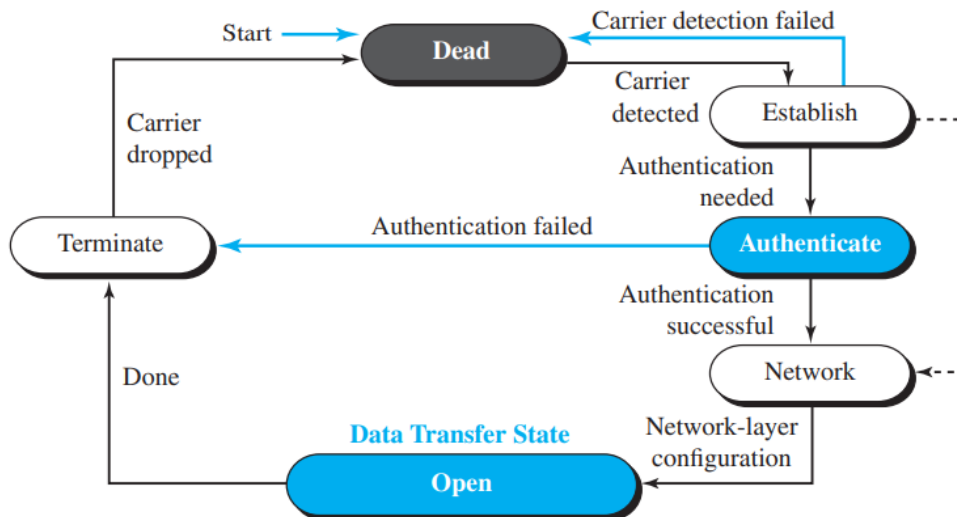 Carrier detection failed
Start
Dead
Carrier
detected
Establish
Carrier
dropped
Authentication
needed
Authentication failed
Terminate
Authenticate
Authentication
successful
Network
Done
Data Transfer State
Network-layer
configuration
Open